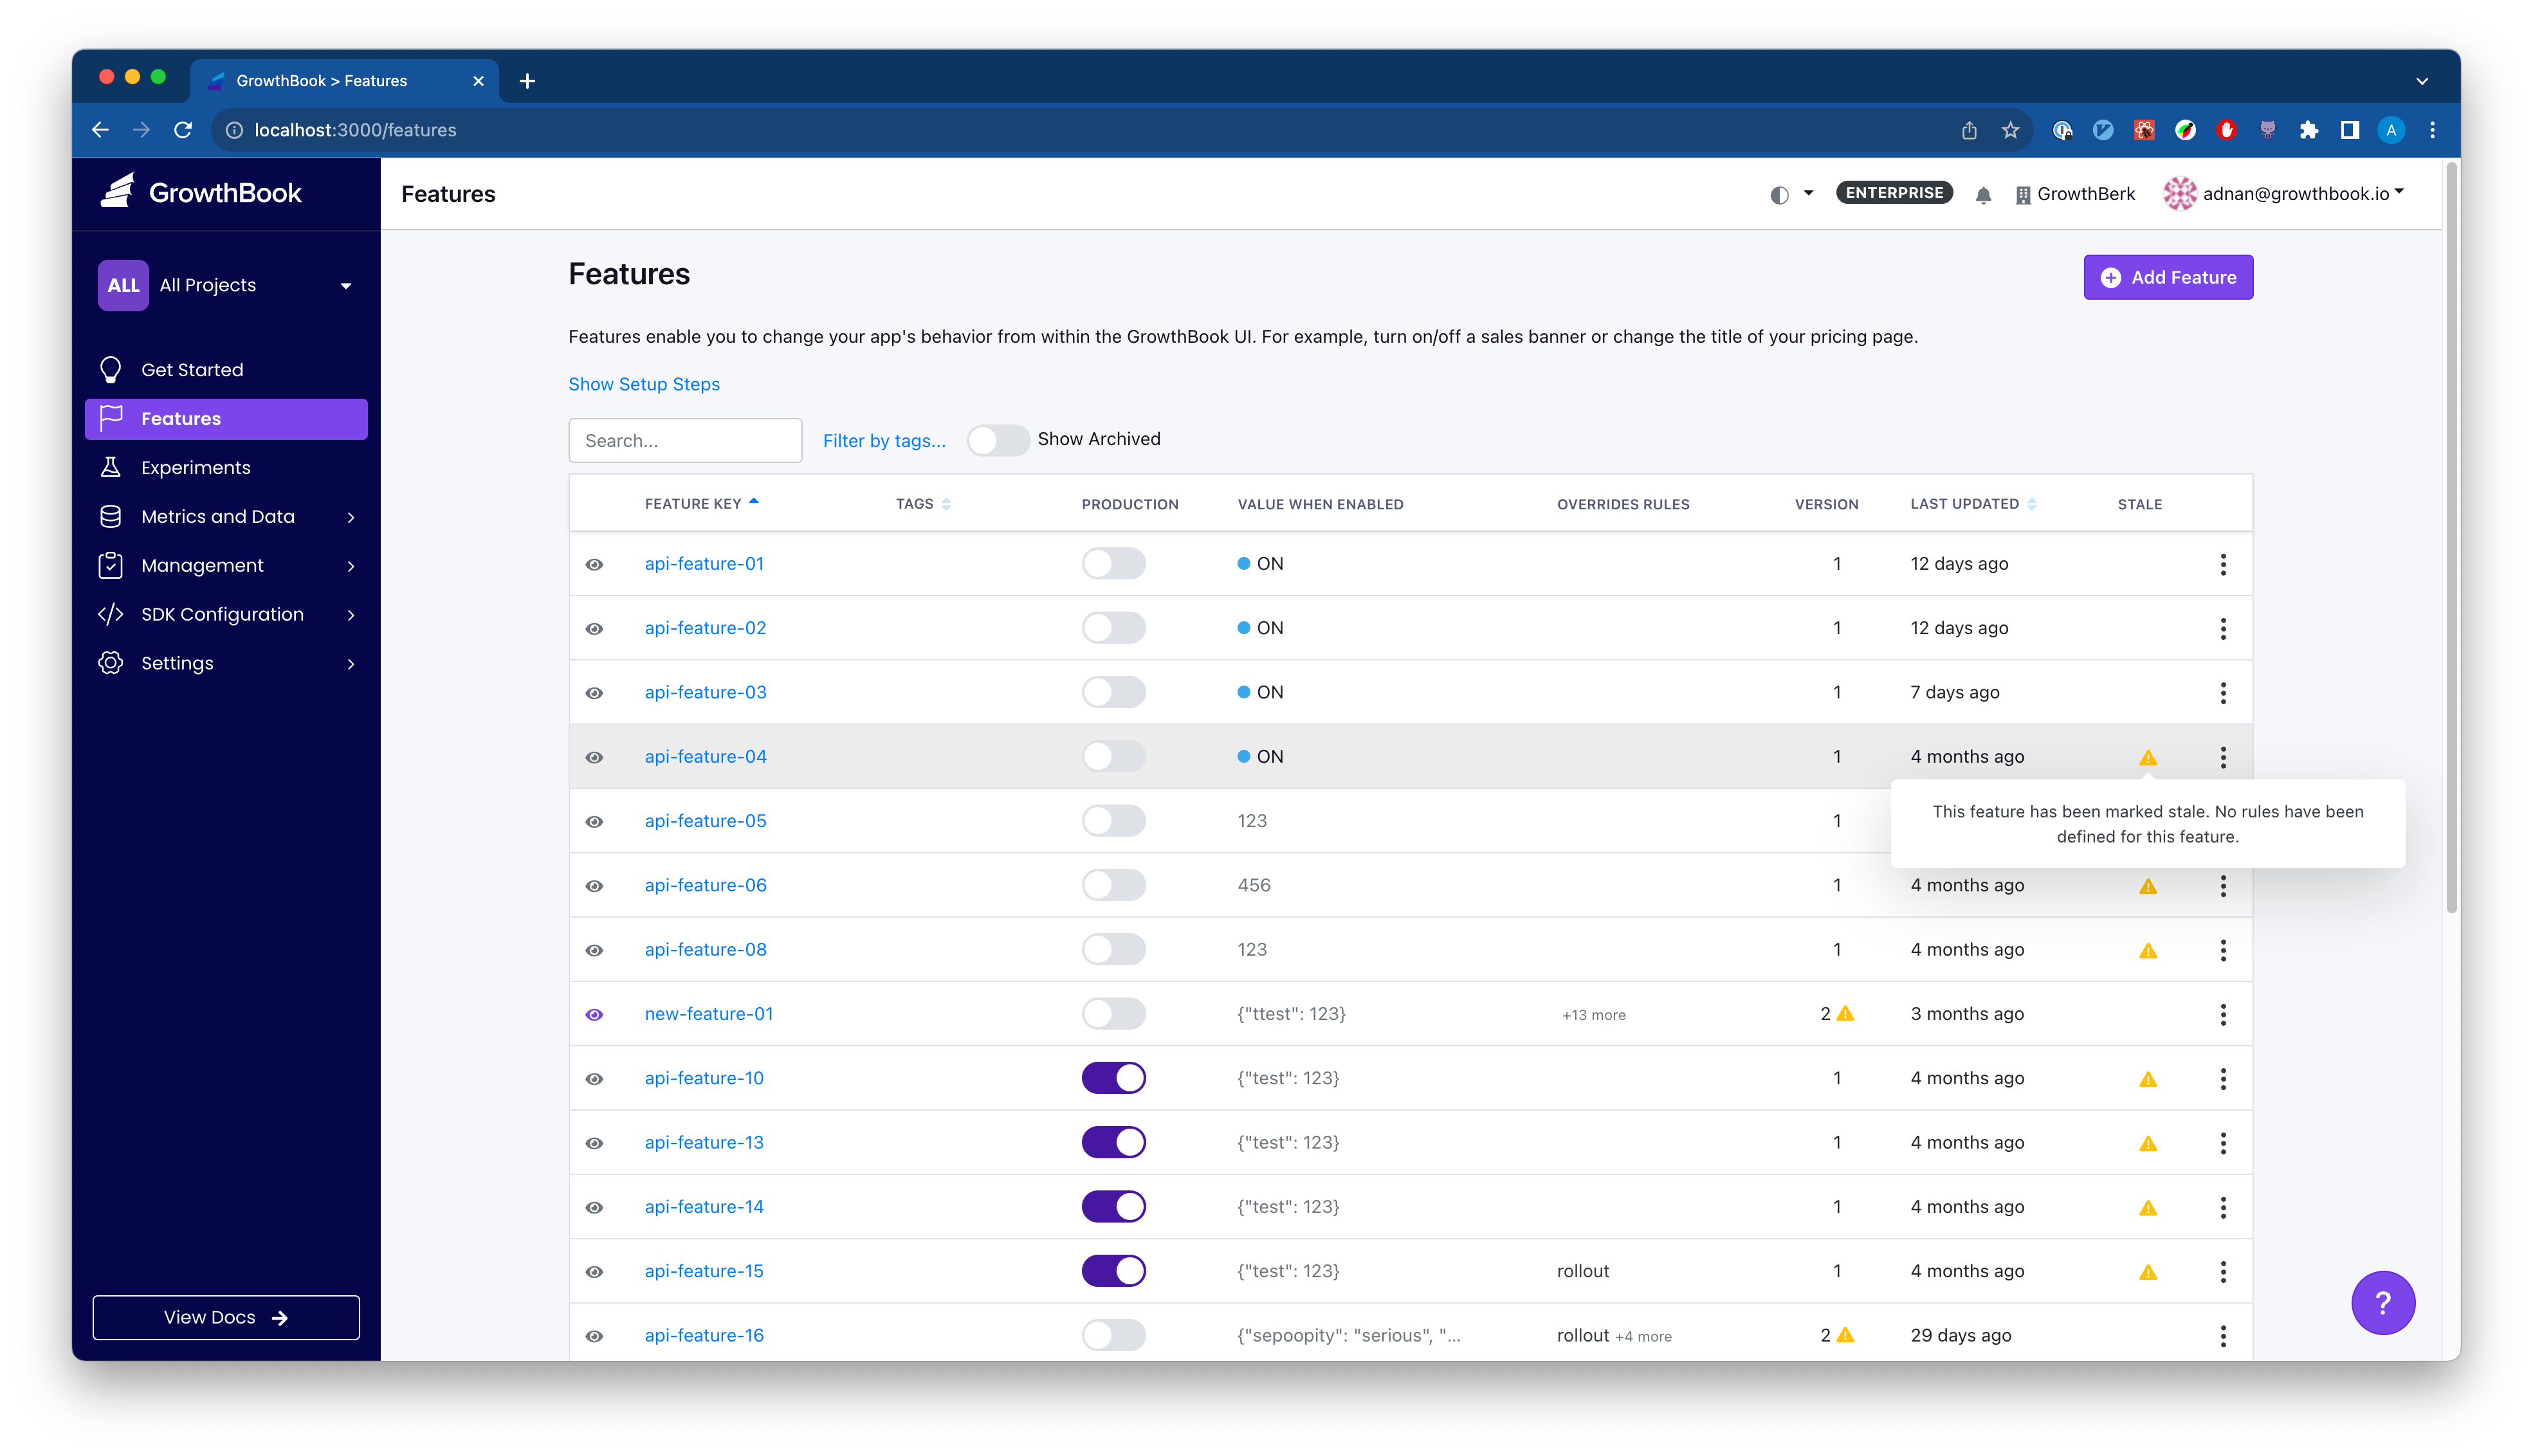 GrowthBook > Features
localhost:3000/features
A
GrowthBook
Features
ENTERPRISE
GrowthBerk
adnan@growthbook.io
ALL All Projects
Get Started
Features
Experiments
Metrics and Data
Management
SDK Configuration
Settings
View Docs
Features
Add Feature
Features enable you to change your app's behavior from within the GrowthBook UI. For example, turn on/off a sales banner or change the title of your pricing page.
Show Setup Steps
Search...
Filter by tags...
Show Archived
FEATURE KEY TAGS PRODUCTION VALUE WHEN ENABLED OVERRIDES RULES VERSION LAST UPDATED STALE
api-feature-01 ON 1 12 days ago
api-feature-02 ON 1 12 days ago
api-feature-03 ON 1 7 days ago
api-feature-04 ON 1 4 months ago
This feature has been marked stale. No rules have been
defined for this feature.
api-feature-05 123 1
api-feature-06 456 1 4 months ago
api-feature-08 123 1 4 months ago
new-feature-01 {"ttest": 123} +13 more 2 3 months ago
api-feature-10 {"test": 123} 1 4 months ago
api-feature-13 {"test": 123} 1 4 months ago
api-feature-14 {"test": 123} 1 4 months ago
api-feature-15 {"test": 123} rollout 1 4 months ago
api-feature-16 {"sepoopity": "serious", "... rollout +4 more 2 29 days ago
?